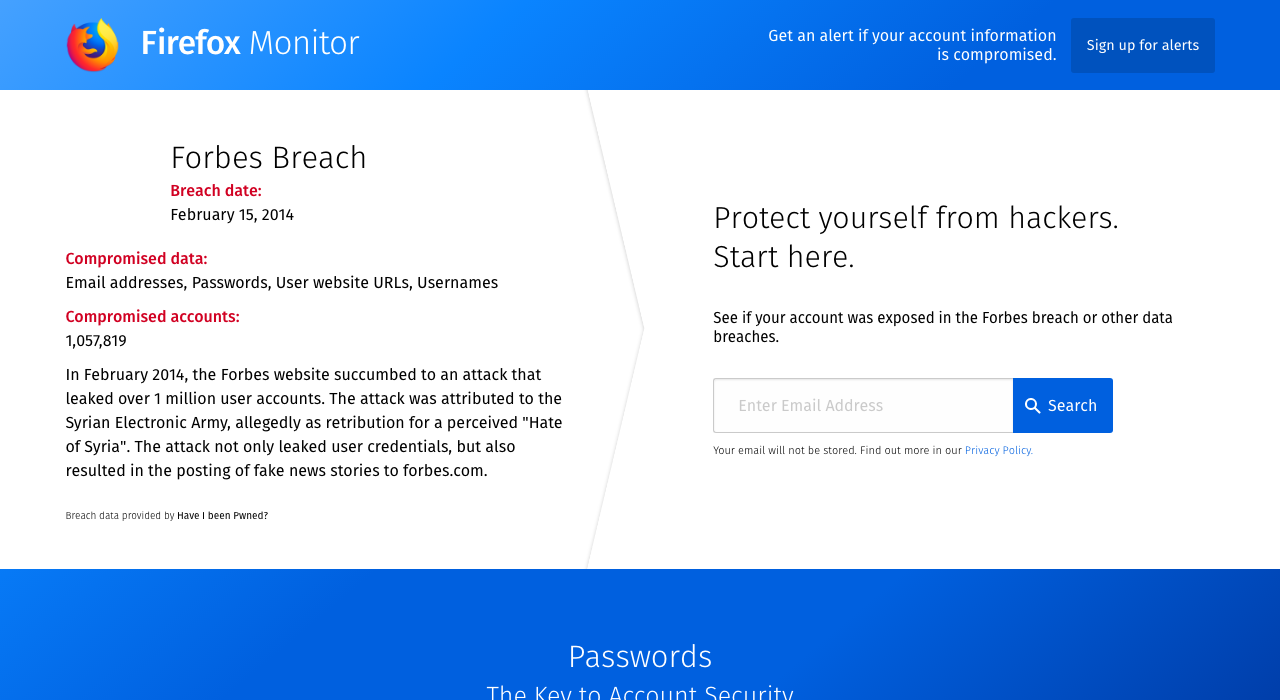 Firefox Monitor
Get an alert if your account information
is compromised.
Sign up for alerts
Forbes Breach
Breach date:
February 15, 2014
Compromised data:
Email addresses, Passwords, User website URLs, Usernames
Compromised accounts:
1,057,819
In February 2014, the Forbes website succumbed to an attack that
leaked over 1 million user accounts. The attack was attributed to the
Syrian Electronic Army, allegedly as retribution for a perceived "Hate
of Syria". The attack not only leaked user credentials, but also
resulted in the posting of fake news stories to forbes.com.
Breach data provided by Have I been Pwned?
Protect yourself from hackers.
Start here.
See if your account was exposed in the Forbes breach or other data
breaches.
Enter Email Address
Search
Your email will not be stored. Find out more in our Privacy Policy.
Passwords
The Key to Account Security